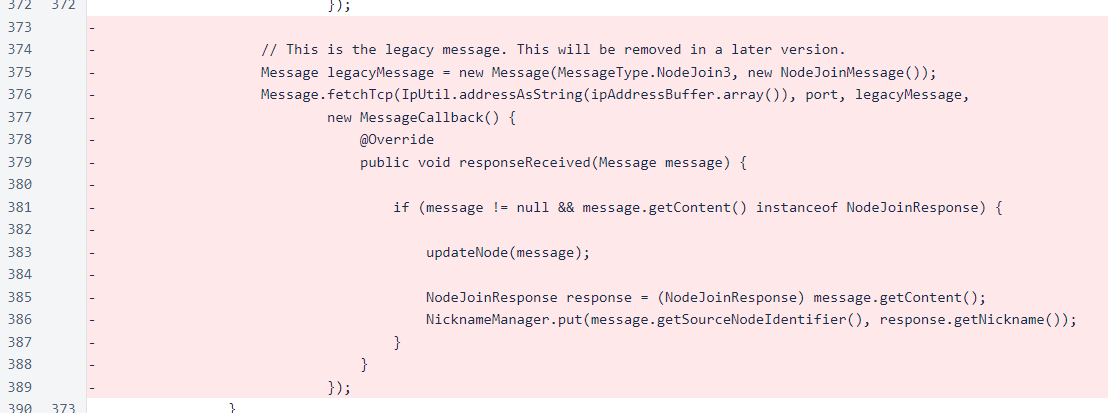 372 372 });
373 -
374 - // This is the legacy message. This will be removed in a later version.
375 - Message legacyMessage = new Message(MessageType.NodeJoin3, new NodeJoinMessage());
376 - Message.fetchTcp(IpUtil.addressAsString(ipAddressBuffer.array()), port, legacyMessage,
377 - new MessageCallback() {
378 - @Override
379 - public void responseReceived(Message message) {
380 -
381 - if (message != null && message.getContent() instanceof NodeJoinResponse) {
382 -
383 - updateNode(message);
384 -
385 - NodeJoinResponse response = (NodeJoinResponse) message.getContent();
386 - NicknameManager.put(message.getSourceNodeIdentifier(), response.getNickname());
387 - }
388 - }
389 - });
390 373 }